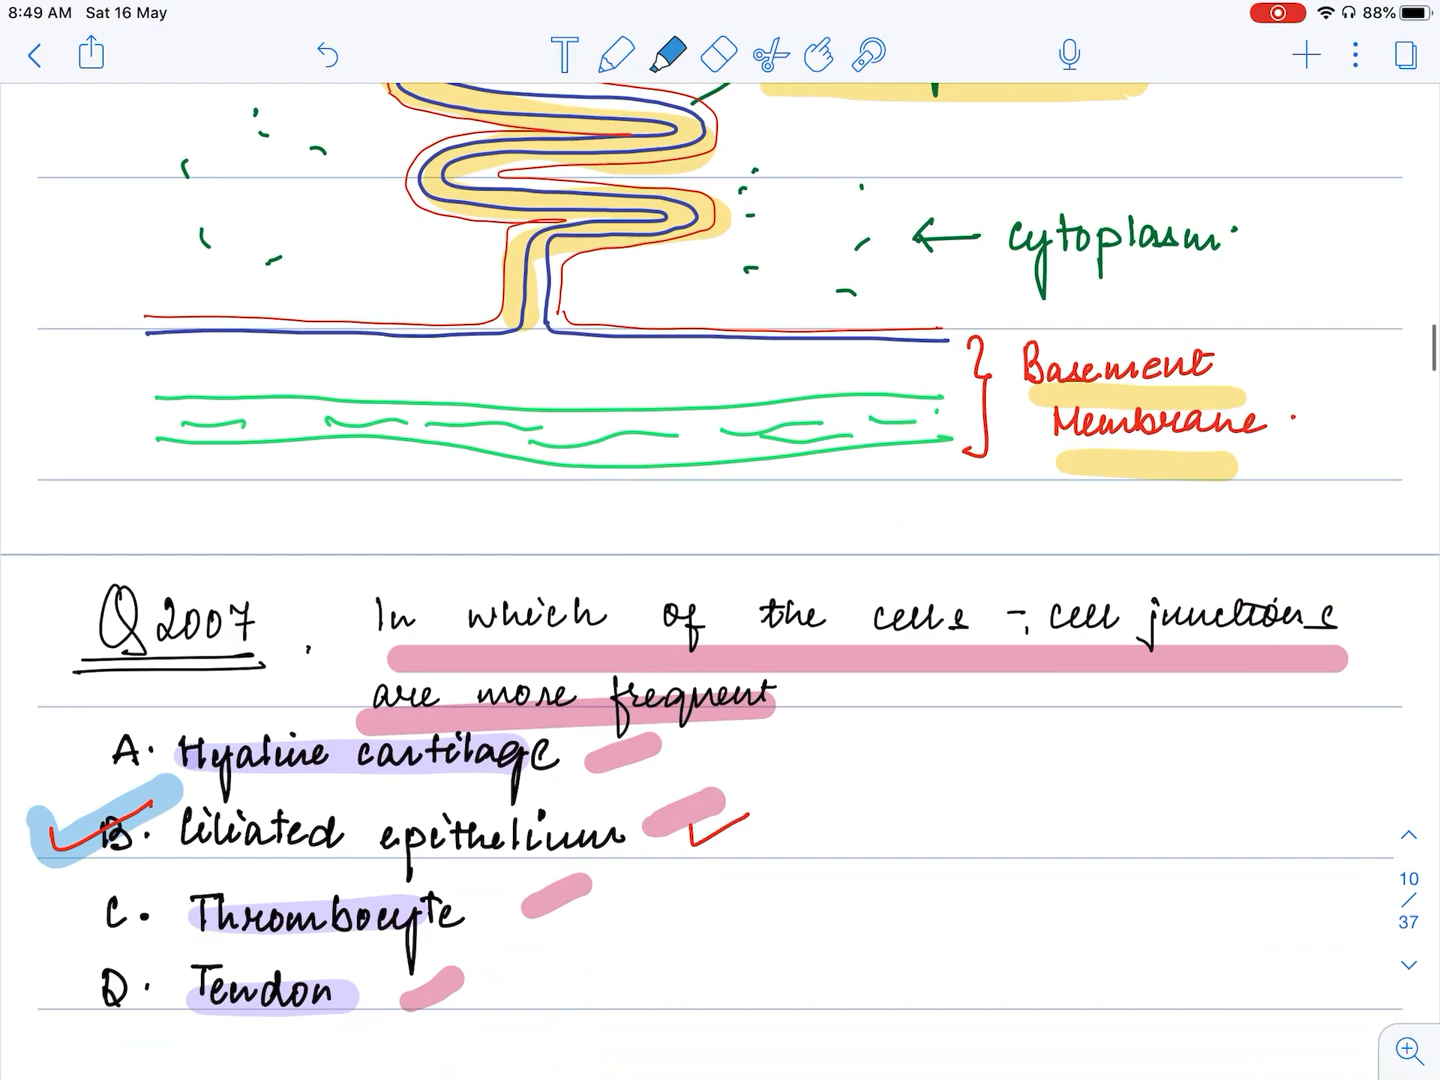 8:49 AM Sat 16 May
88%
T
cytoplasm.
Basement
Membrane.
Q 2007. In which of the cells - cell junctions
are more frequent
A. Hyaline cartilage
B. Ciliated epithelium
C. Thrombocyte
D. Tendon
10
/
37